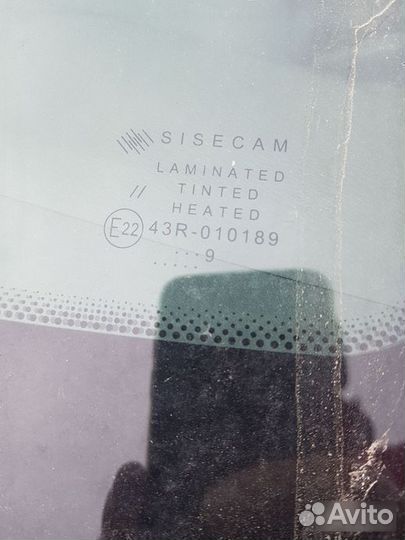 SISECAM
LAMINATED
TINTED
//
HEATED
E22 43R-010189
... 9
.....
Avito